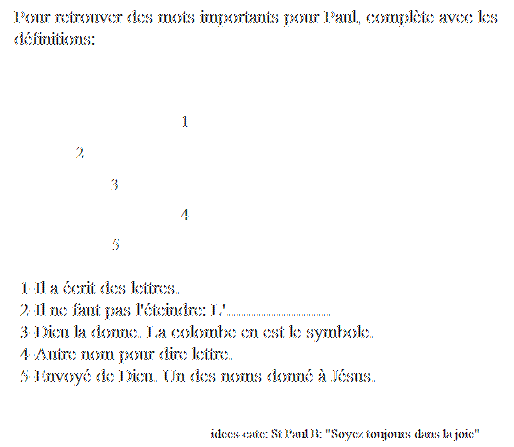 Pour retrouver des mots importants pour Paul, complète avec les
définitions:
1
2
3
4
5
1-Il a écrit des lettres.
2-Il ne faut pas l'éteindre: L'..............................
3-Dieu la donne. La colombe en est le symbole.
4-Autre nom pour dire lettre.
5-Envoyé de Dieu. Un des noms donné à Jésus.
idees-cate: St Paul B: "Soyez toujours dans la joie"